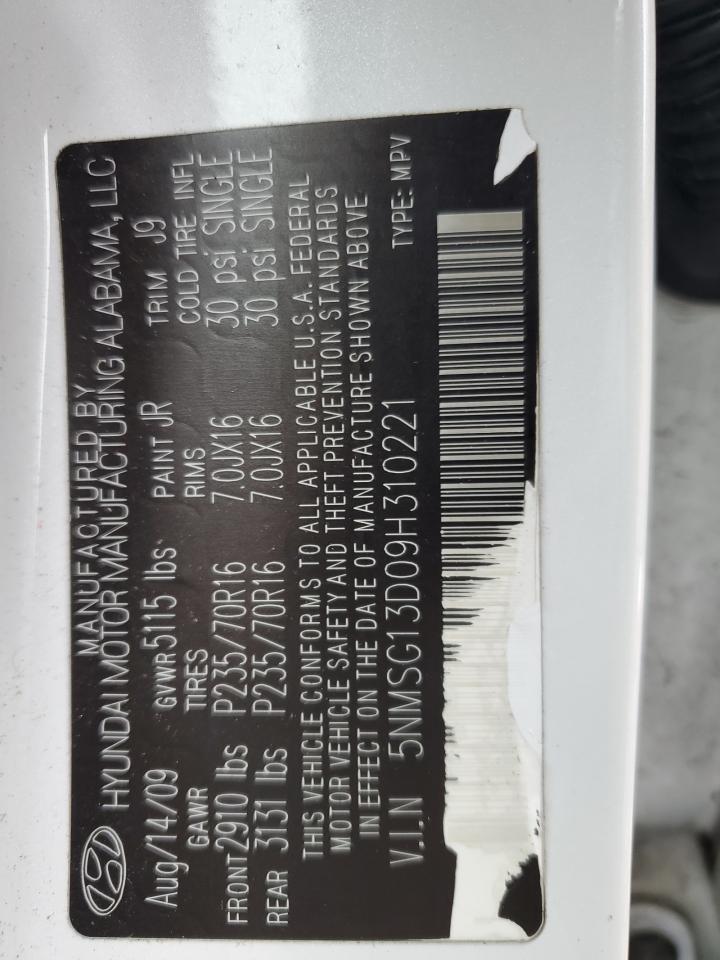 MANUFACTURED BY
HYUNDAI MOTOR MANUFACTURING ALABAMA, LLC
Aug/14/09 GVWR 5115 lbs PAINT JR TRIM J9
GAWR TIRES RIMS COLD TIRE INFL
FRONT 2910 lbs P235/70R16 7.0JX16 30 psi SINGLE
REAR 3131 lbs P235/70R16 7.0JX16 30 psi SINGLE
THIS VEHICLE CONFORMS TO ALL APPLICABLE U.S.A. FEDERAL
MOTOR VEHICLE SAFETY AND THEFT PREVENTION STANDARDS
IN EFFECT ON THE DATE OF MANUFACTURE SHOWN ABOVE
V.I.N 5NMSG13D09H310221 TYPE: MPV